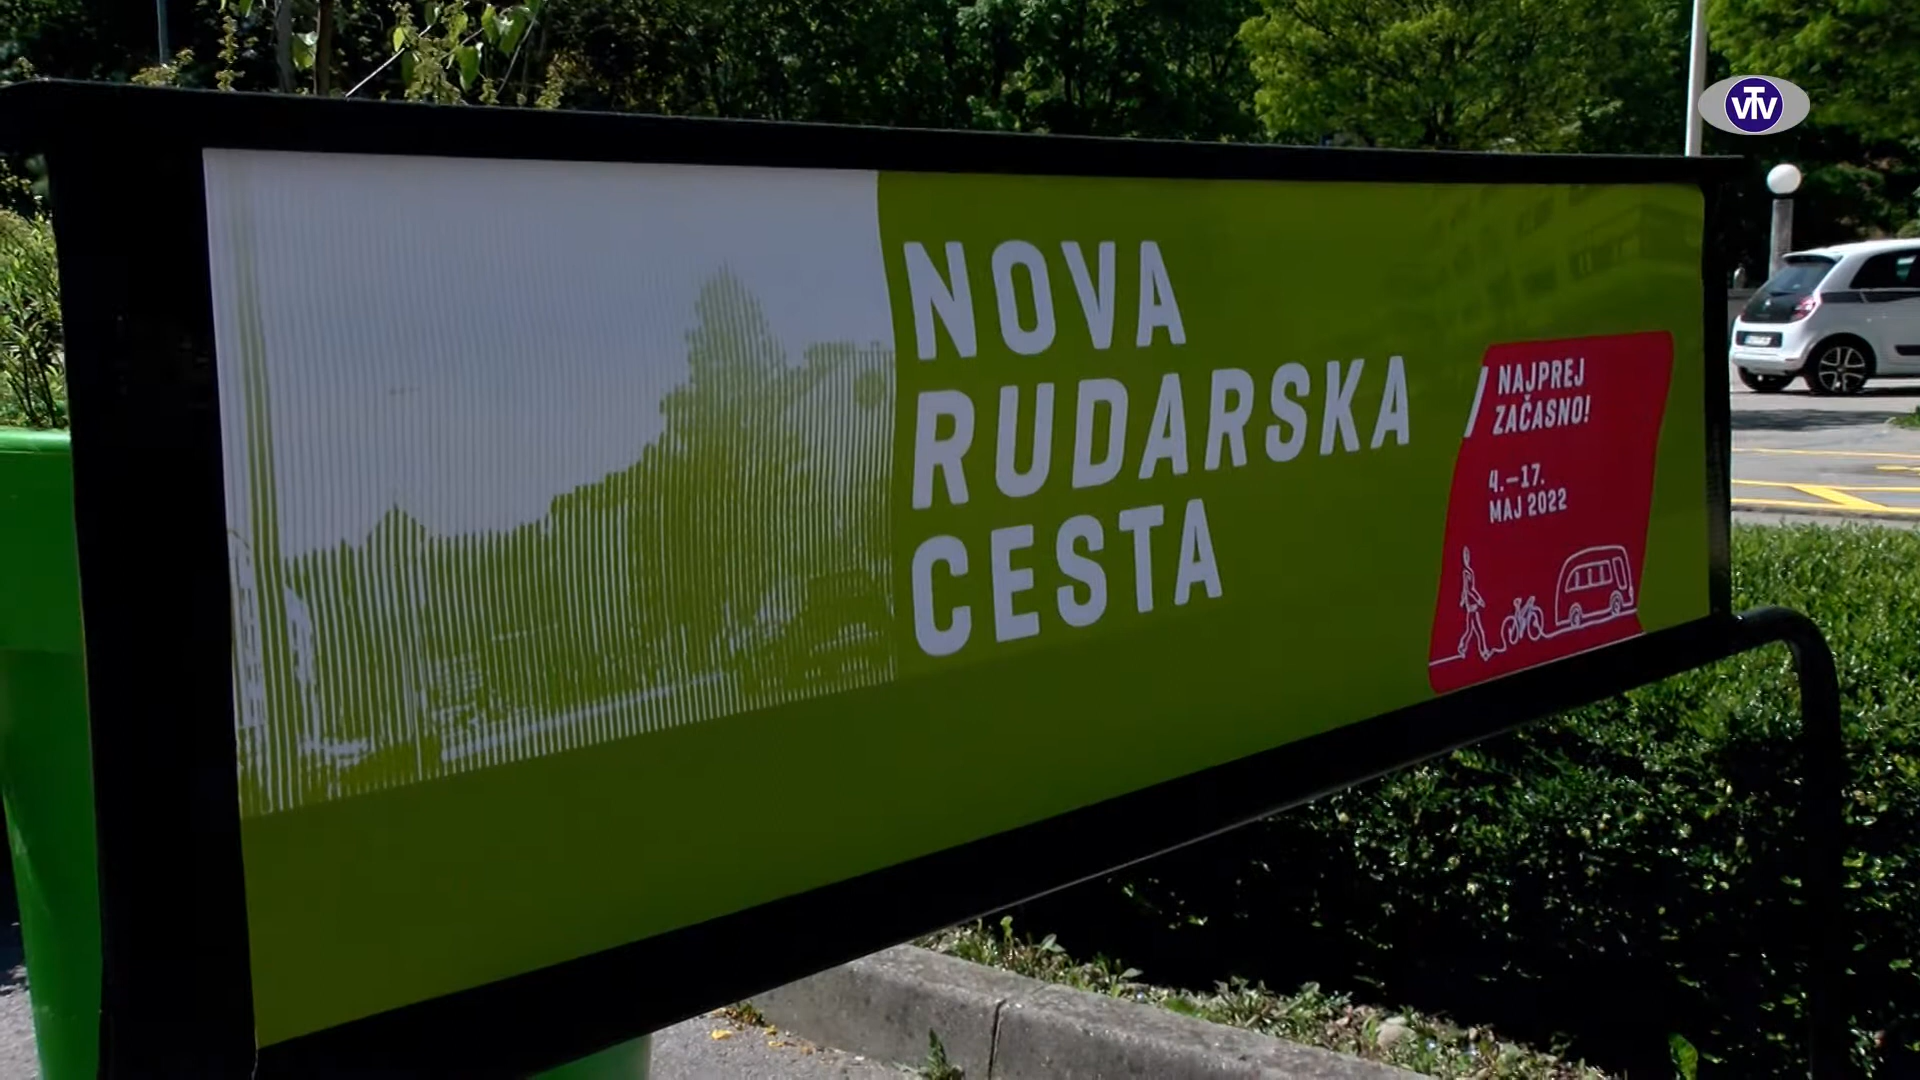 VTV
NOVA
RUDARSKA
CESTA
/ NAJPREJ
ZAČASNO!
4.–17.
MAJ 2022